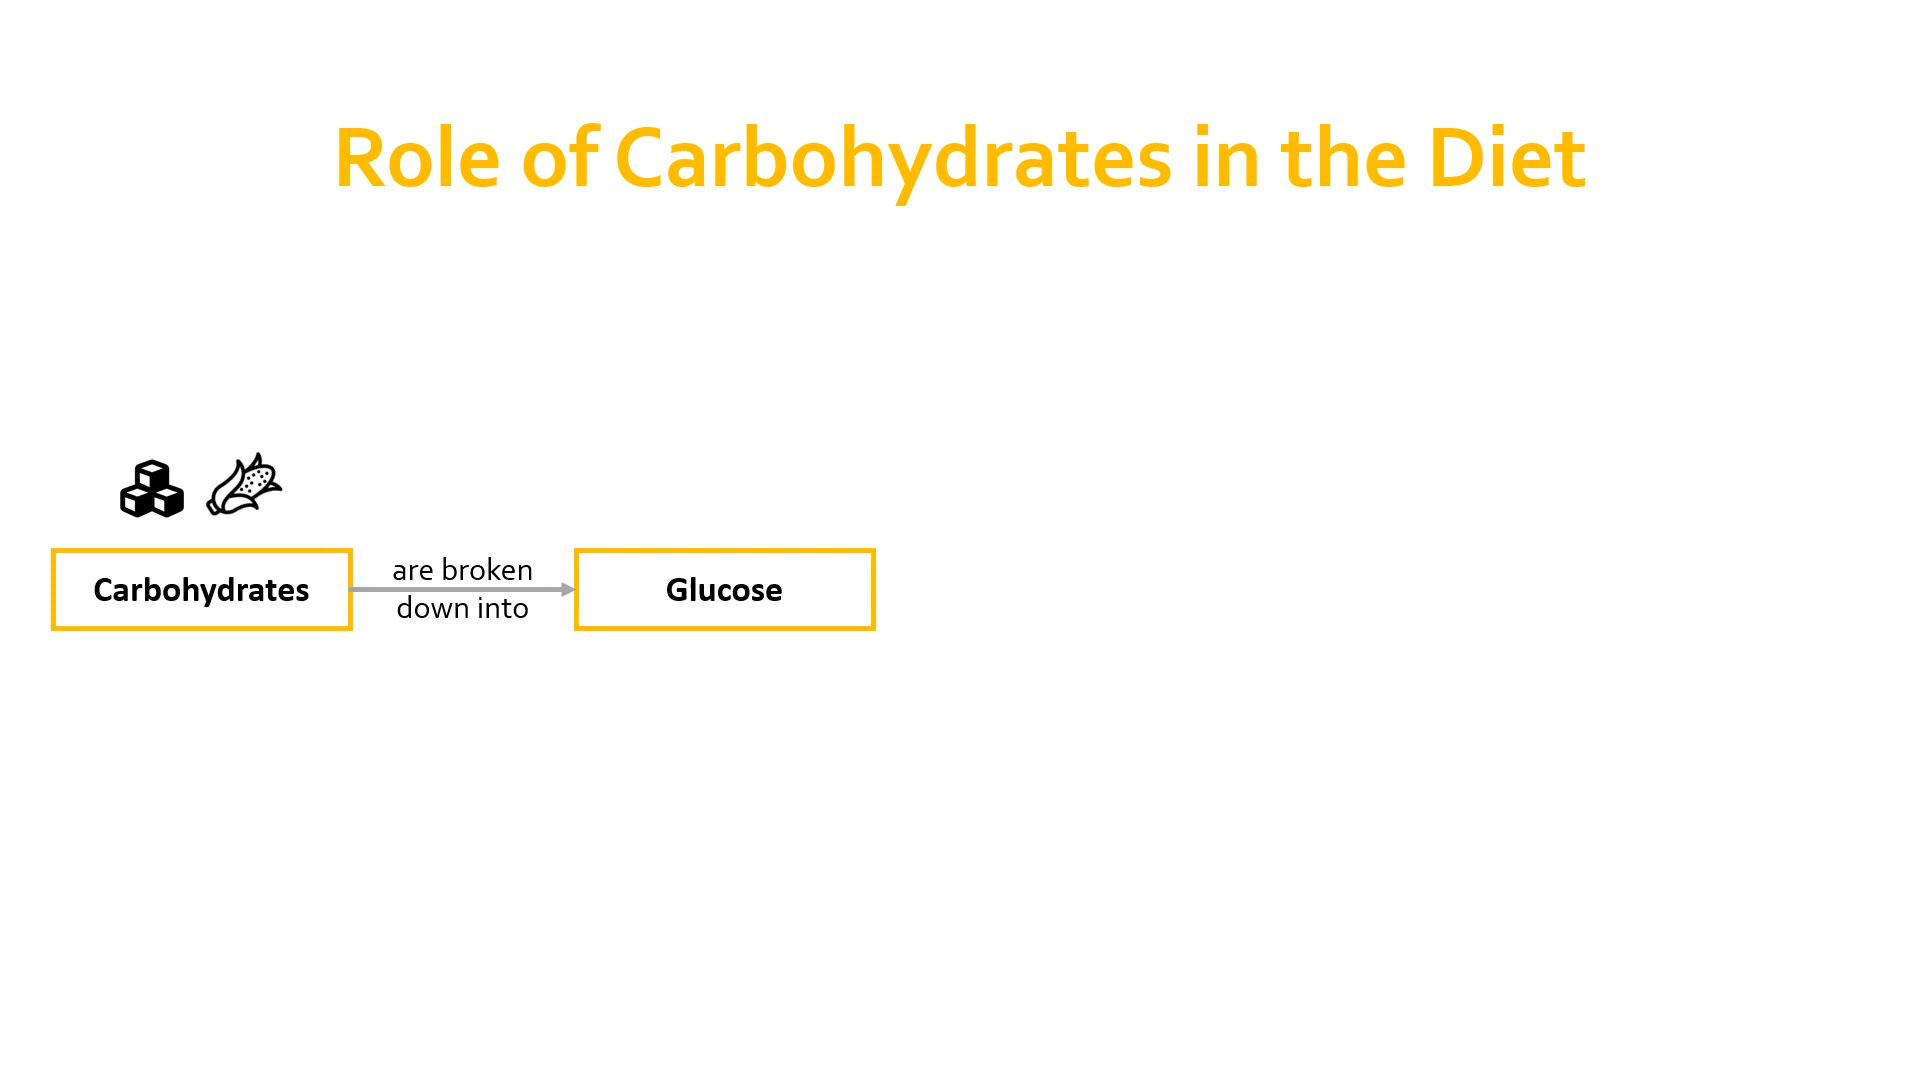 Role of Carbohydrates in the Diet
Carbohydrates
are broken
down into
Glucose